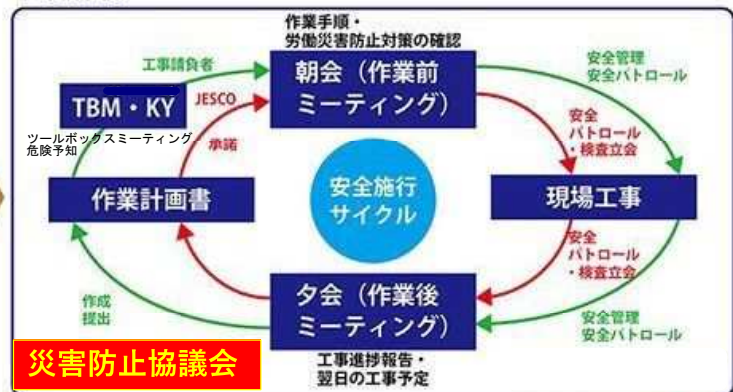 作業手順・
労働災害防止対策の確認
朝会（作業前
ミーティング）
工事請負者
JESCO
承諾
TBM・KY
ツールボックスミーティング
危険予知
作業計画書
安全管理
安全パトロール
安全
パトロール
・検査立会
安全施行
サイクル
現場工事
安全
パトロール
・検査立会
安全管理
安全パトロール
夕会（作業後
ミーティング）
作成
提出
工事進捗報告・
翌日の工事予定
災害防止協議会